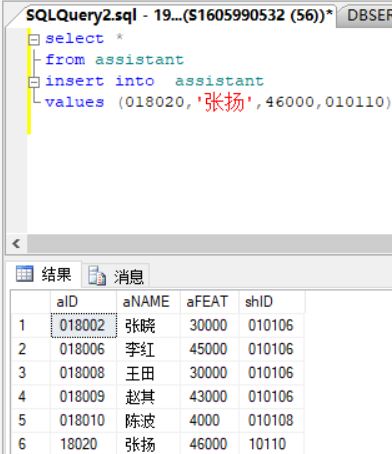 SQLQuery2.sql - 19...(S1605990532 (56))* DBSER
select *
from assistant
insert into assistant
values (018020,'张扬',46000,010110)
结果 消息
aID aNAME aFEAT shID
1 018002 张晓 30000 010106
2 018006 李红 45000 010106
3 018008 王田 30000 010106
4 018009 赵其 43000 010106
5 018010 陈波 4000 010108
6 18020 张扬 46000 10110